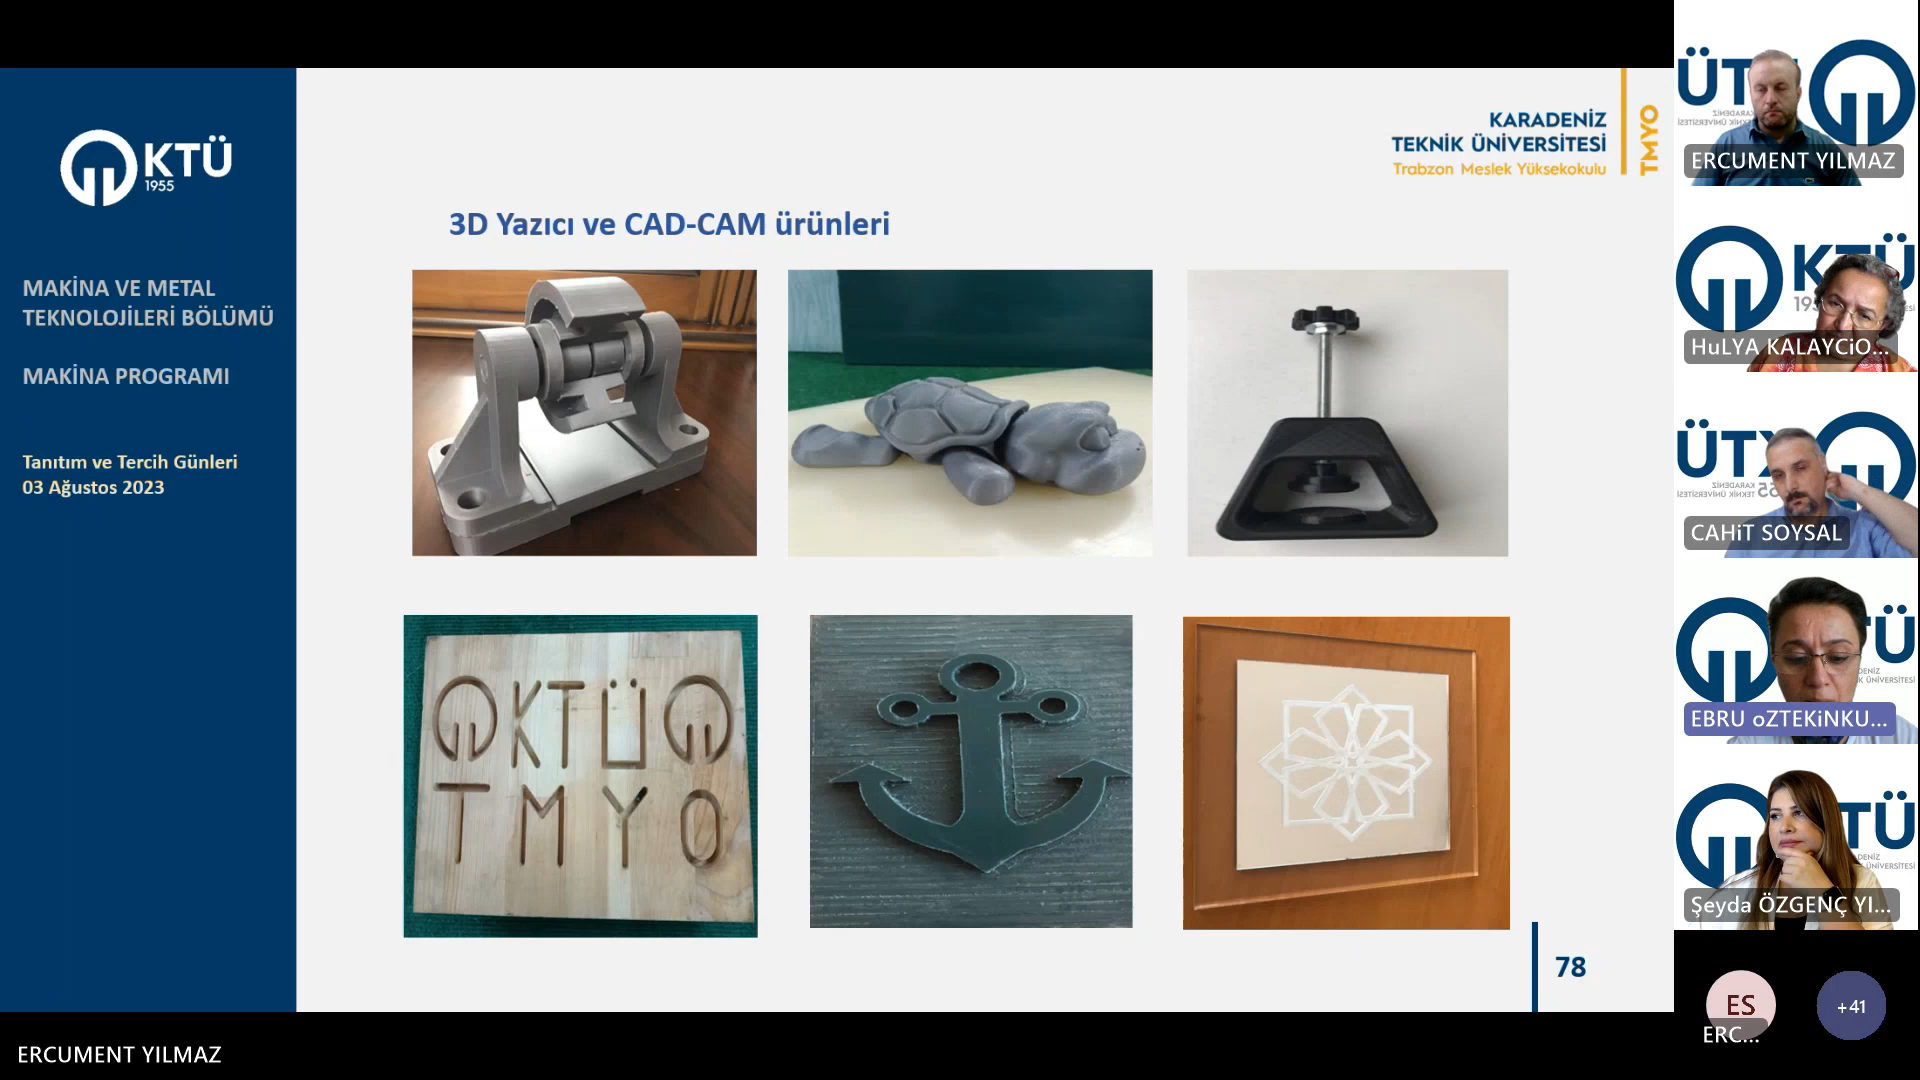 KTÜ
1955
MAKİNA VE METAL
TEKNOLOJİLERİ BÖLÜMÜ
MAKİNA PROGRAMI
Tanıtım ve Tercih Günleri
03 Ağustos 2023
KARADENİZ
TEKNİK ÜNİVERSİTESİ
Trabzon Meslek Yüksekokulu
TMYO
3D Yazıcı ve CAD-CAM ürünleri
KTÜ
TMYO
78
ERCUMENT YILMAZ
KTÜ
HuLYA KALAYCiO...
CAHiT SOYSAL
EBRU oZTEKiNKU...
Şeyda ÖZGENÇ YI...
ES
ERC...
+41
ERCUMENT YILMAZ